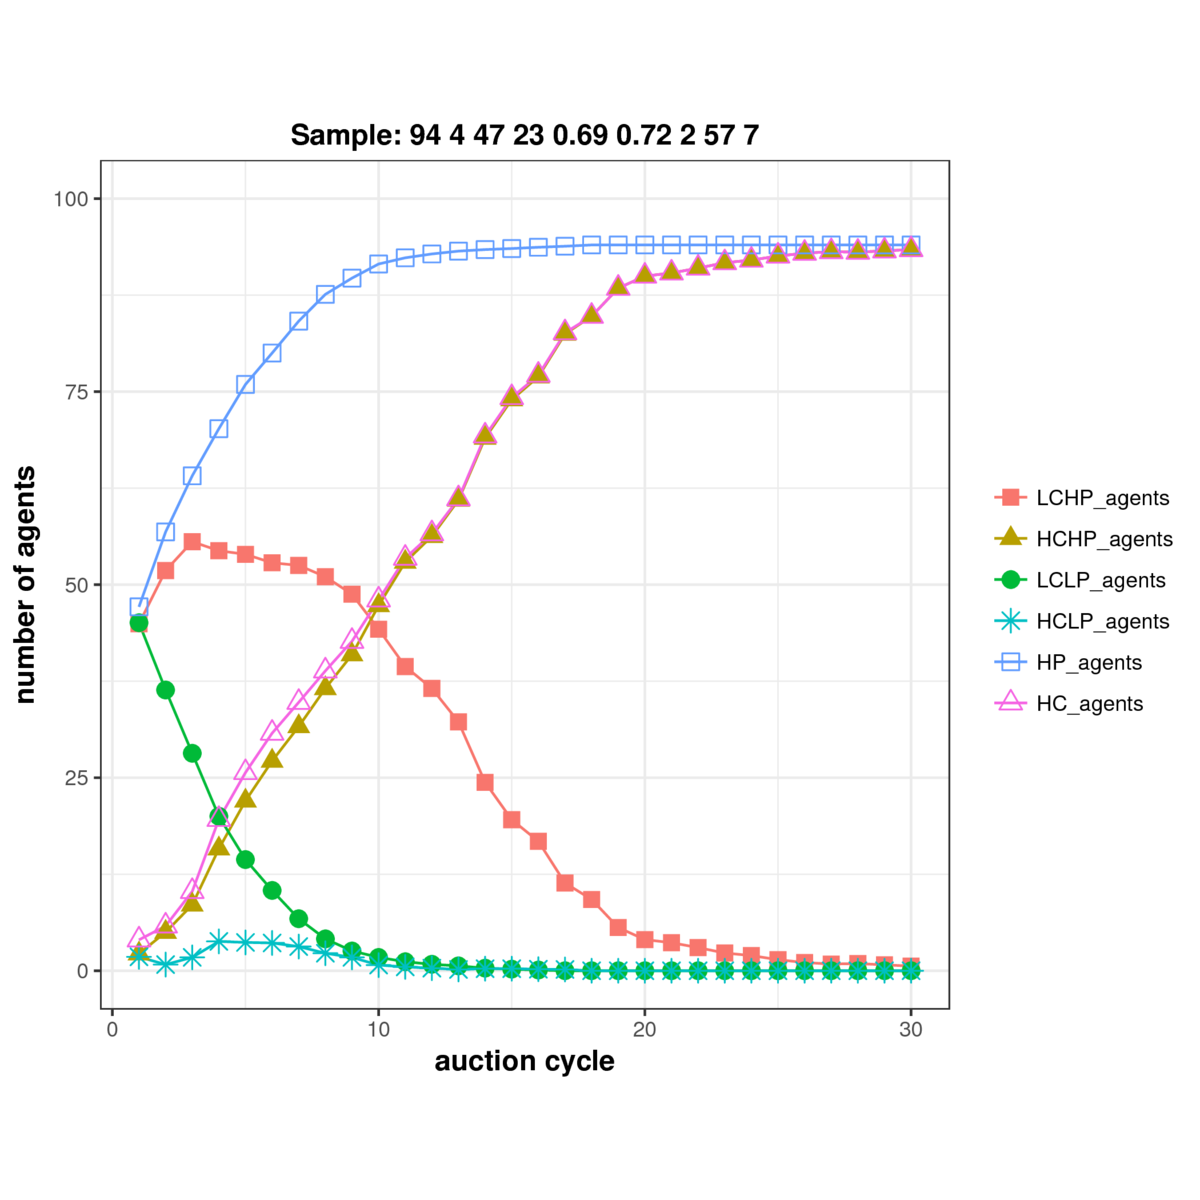 Sample: 94 4 47 23 0.69 0.72 2 57 7
number of agents
100
75
50
25
0
0 10 20 30
auction cycle
LCHP_agents
HCHP_agents
LCLP_agents
HCLP_agents
HP_agents
HC_agents